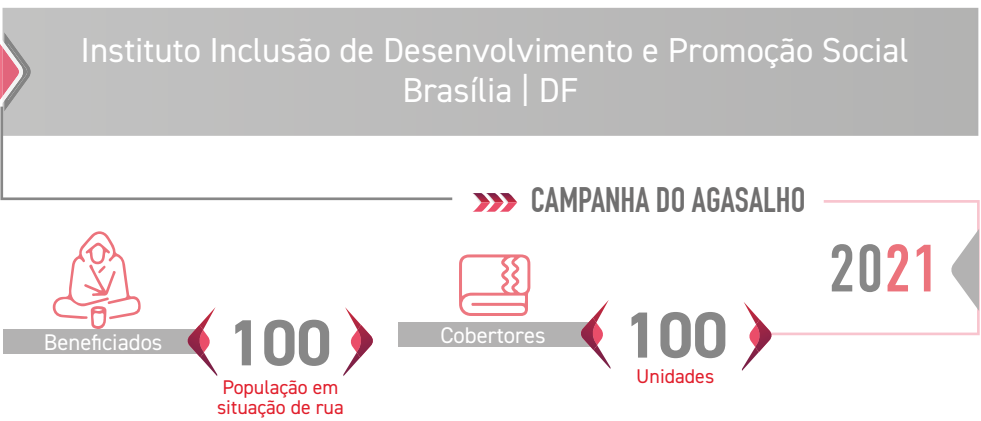 Instituto Inclusão de Desenvolvimento e Promoção Social
Brasília | DF
CAMPANHA DO AGASALHO
2021
Beneficiados
100
População em
situação de rua
Cobertores
100
Unidades